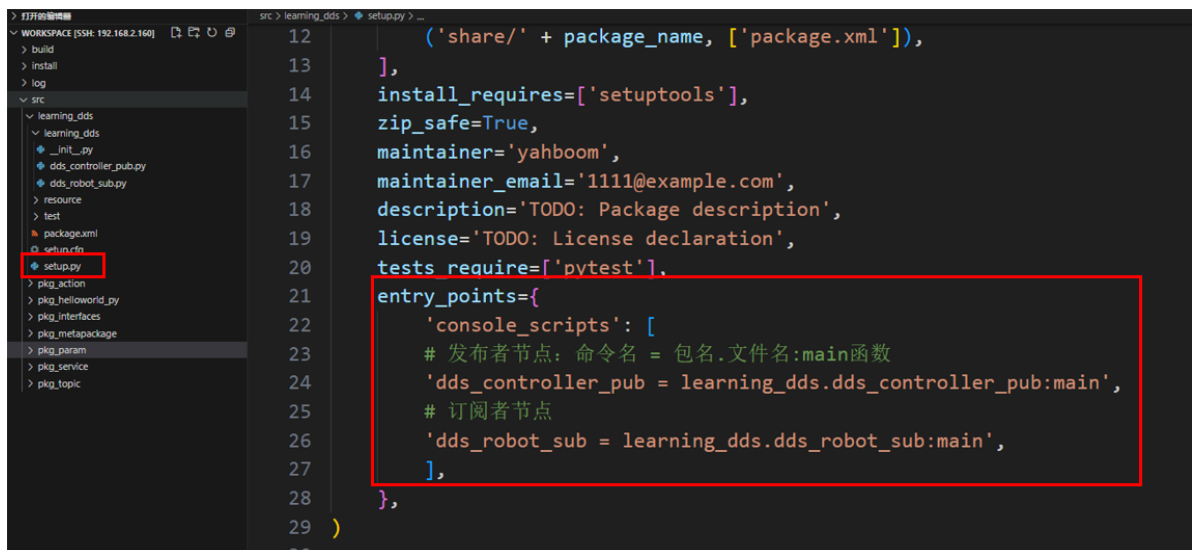 打开的编辑器
WORKSPACE [SSH: 192.168.2.160]
build
install
log
src
learning_dds
learning_dds
__init__.py
dds_controller_pub.py
dds_robot_sub.py
resource
test
package.xml
setup.cfg
setup.py
pkg_action
pkg_helloworld_py
pkg_interfaces
pkg_metapackage
pkg_param
pkg_service
pkg_topic
src > learning_dds > setup.py > ...
12 ('share/' + package_name, ['package.xml']),
13 ],
14 install_requires=['setuptools'],
15 zip_safe=True,
16 maintainer='yahboom',
17 maintainer_email='1111@example.com',
18 description='TODO: Package description',
19 license='TODO: License declaration',
20 tests_require=['pytest'],
21 entry_points={
22 'console_scripts': [
23 # 发布者节点：命令名 = 包名.文件名:main函数
24 'dds_controller_pub = learning_dds.dds_controller_pub:main',
25 # 订阅者节点
26 'dds_robot_sub = learning_dds.dds_robot_sub:main',
27 ],
28 },
29 )